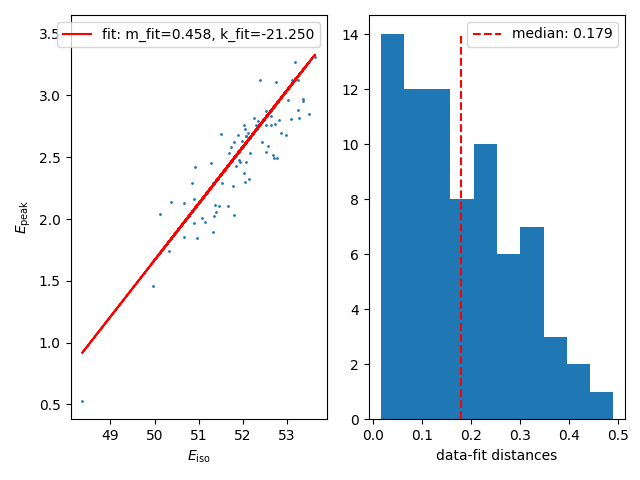 fit: m_fit=0.458, k_fit=-21.250
3.5
3.0
2.5
2.0
1.5
1.0
0.5
E_peak
49 50 51 52 53
E_iso
median: 0.179
14
12
10
8
6
4
2
0
0.0 0.1 0.2 0.3 0.4 0.5
data-fit distances